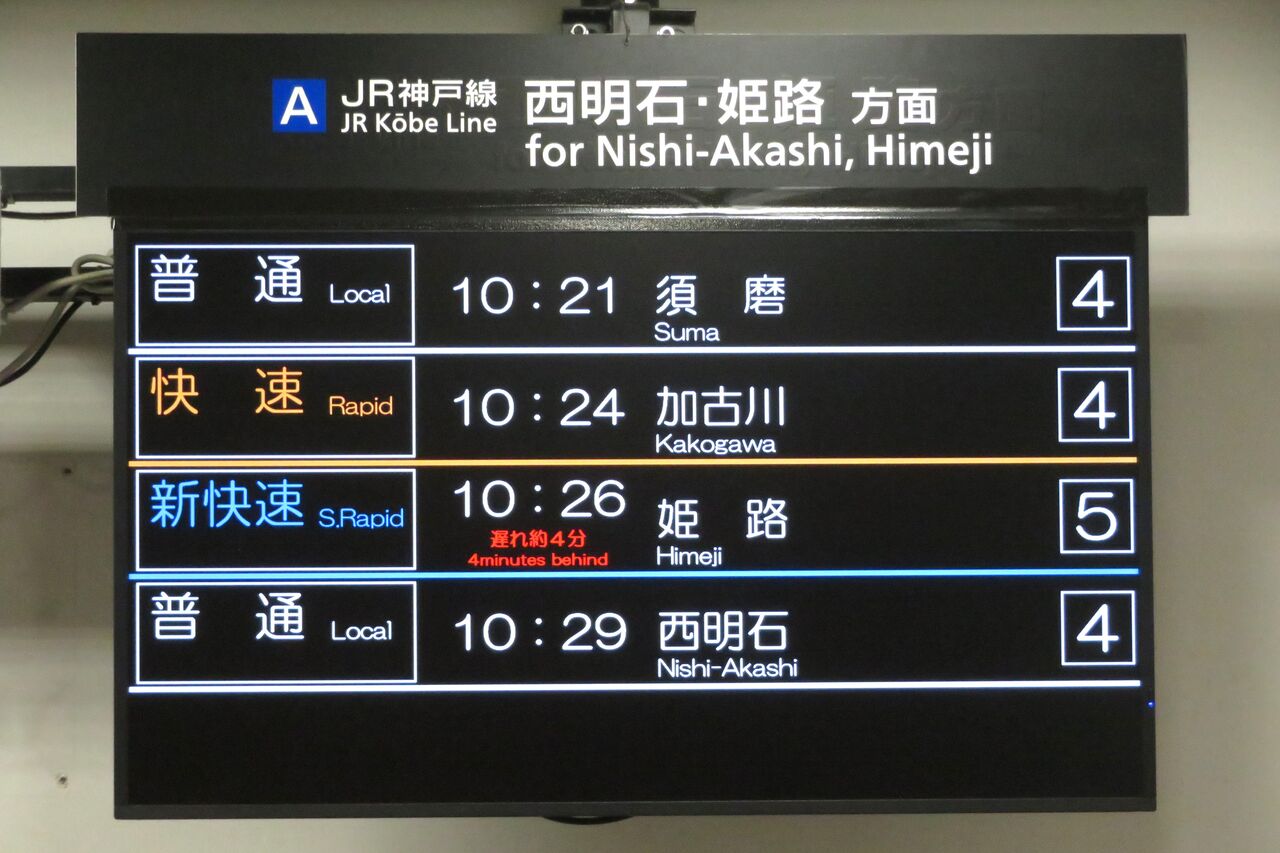 A JR神戸線 西明石・姫路 方面
JR Kōbe Line for Nishi-Akashi, Himeji
普通 Local 10:21 須磨 4
Suma
快速 Rapid 10:24 加古川 4
Kakogawa
新快速 S.Rapid 10:26 姫路 5
遅れ約4分
4minutes behind Himeji
普通 Local 10:29 西明石 4
Nishi-Akashi